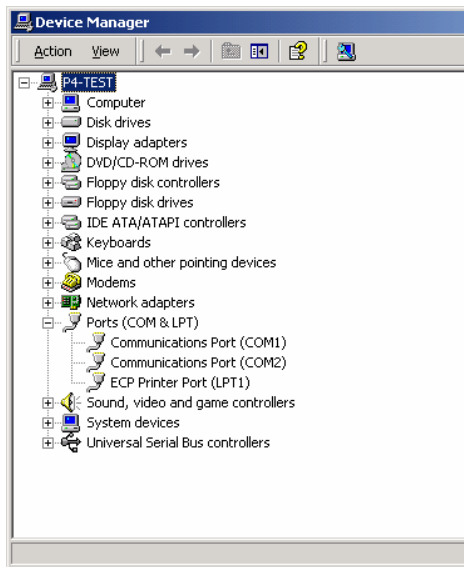 Device Manager
Action View
P4-TEST
Computer
Disk drives
Display adapters
DVD/CD-ROM drives
Floppy disk controllers
Floppy disk drives
IDE ATA/ATAPI controllers
Keyboards
Mice and other pointing devices
Modems
Network adapters
Ports (COM & LPT)
Communications Port (COM1)
Communications Port (COM2)
ECP Printer Port (LPT1)
Sound, video and game controllers
System devices
Universal Serial Bus controllers